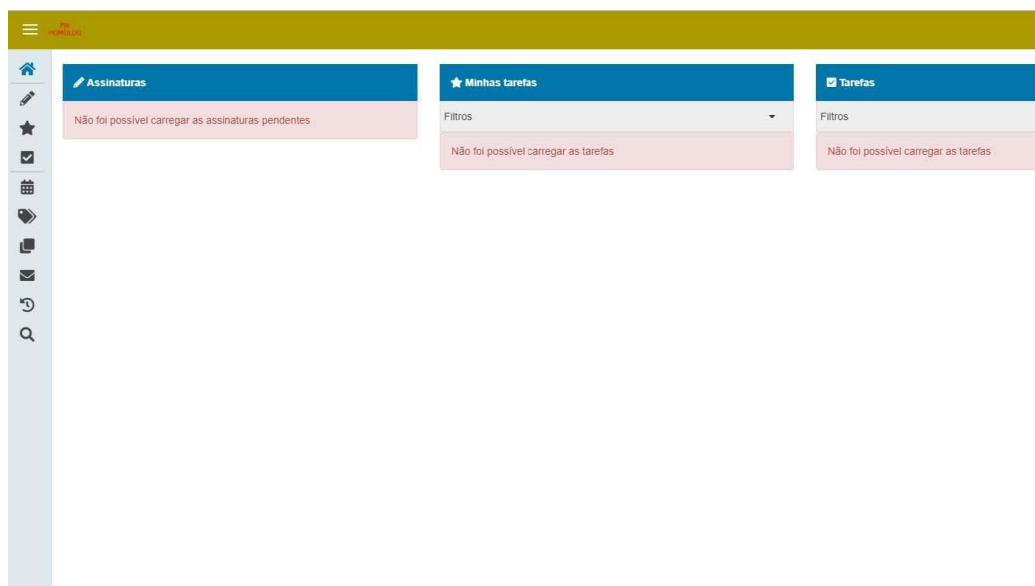 HOMOLOG
Assinaturas
Não foi possível carregar as assinaturas pendentes
Minhas tarefas
Filtros
Não foi possível carregar as tarefas
Tarefas
Filtros
Não foi possível carregar as tarefas